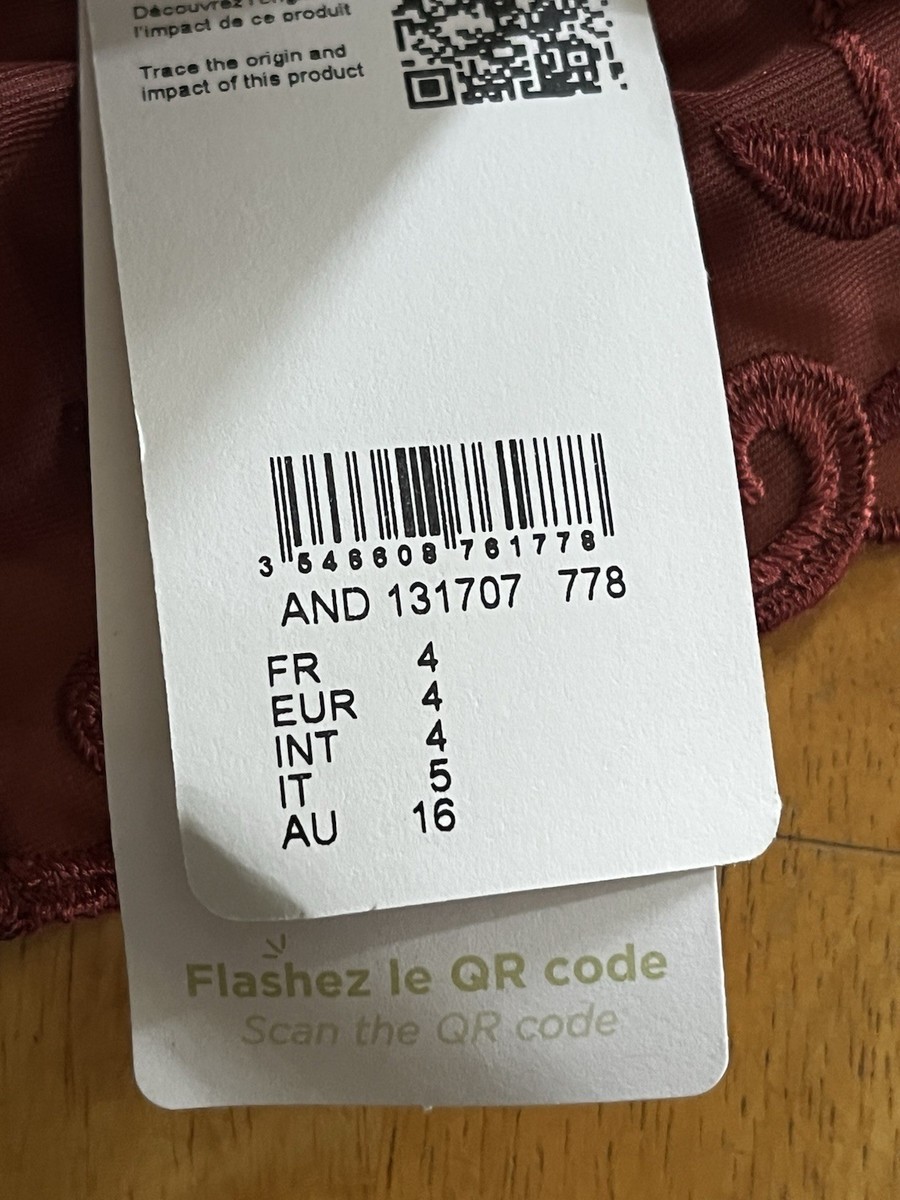 Découvrez
l'impact de ce produit
Trace the origin and
impact of this product
3 546608 761778
AND 131707 778
FR 4
EUR 4
INT 4
IT 5
AU 16
Flashez le QR code
Scan the QR code